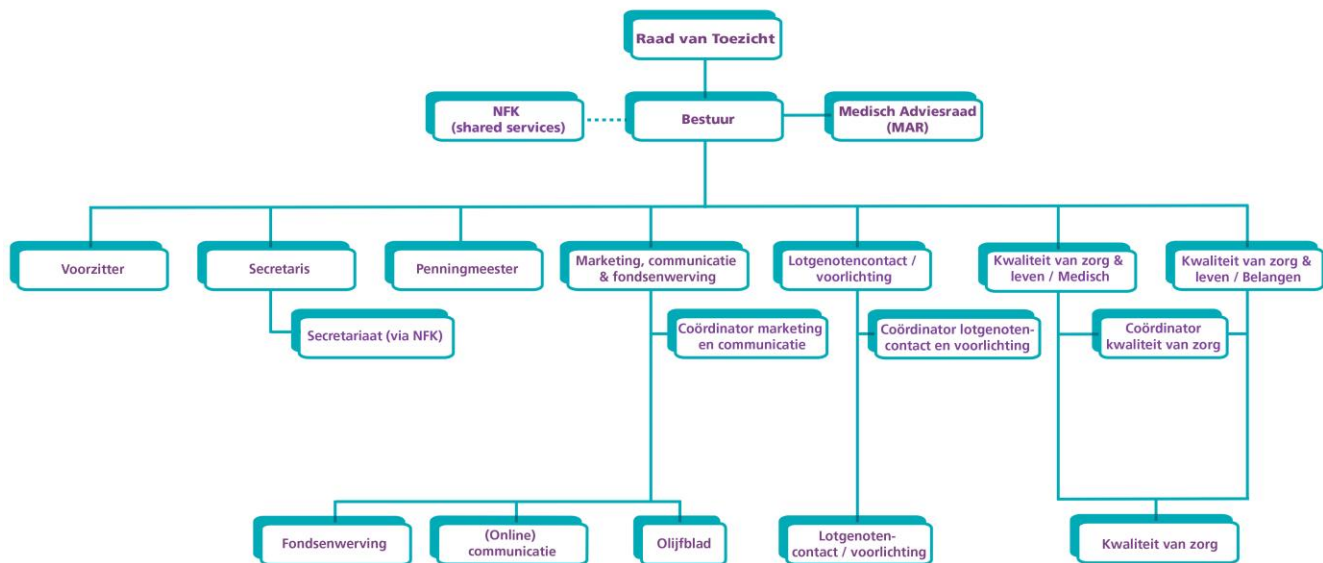 Raad van Toezicht
NFK
(shared services)
Bestuur
Medisch Adviesraad
(MAR)
Voorzitter
Secretaris
Penningmeester
Marketing, communicatie
& fondsenwerving
Lotgenotencontact /
voorlichting
Kwaliteit van zorg &
leven / Medisch
Kwaliteit van zorg &
leven / Belangen
Secretariaat (via NFK)
Coördinator marketing
en communicatie
Coördinator lotgenoten-
contact en voorlichting
Coördinator
kwaliteit van zorg
Fondsenwerving
(Online)
communicatie
Olijfblad
Lotgenoten-
contact / voorlichting
Kwaliteit van zorg